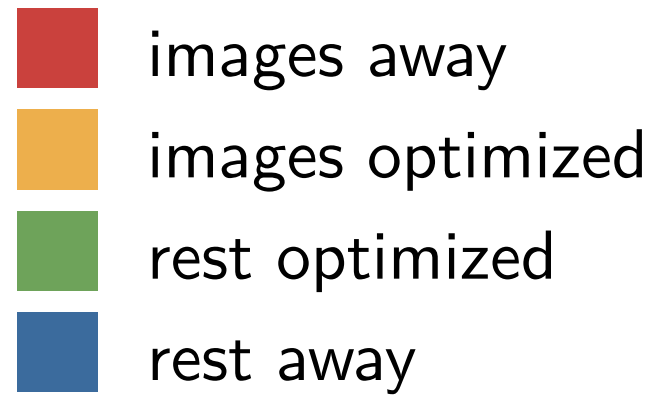 images away
images optimized
rest optimized
rest away